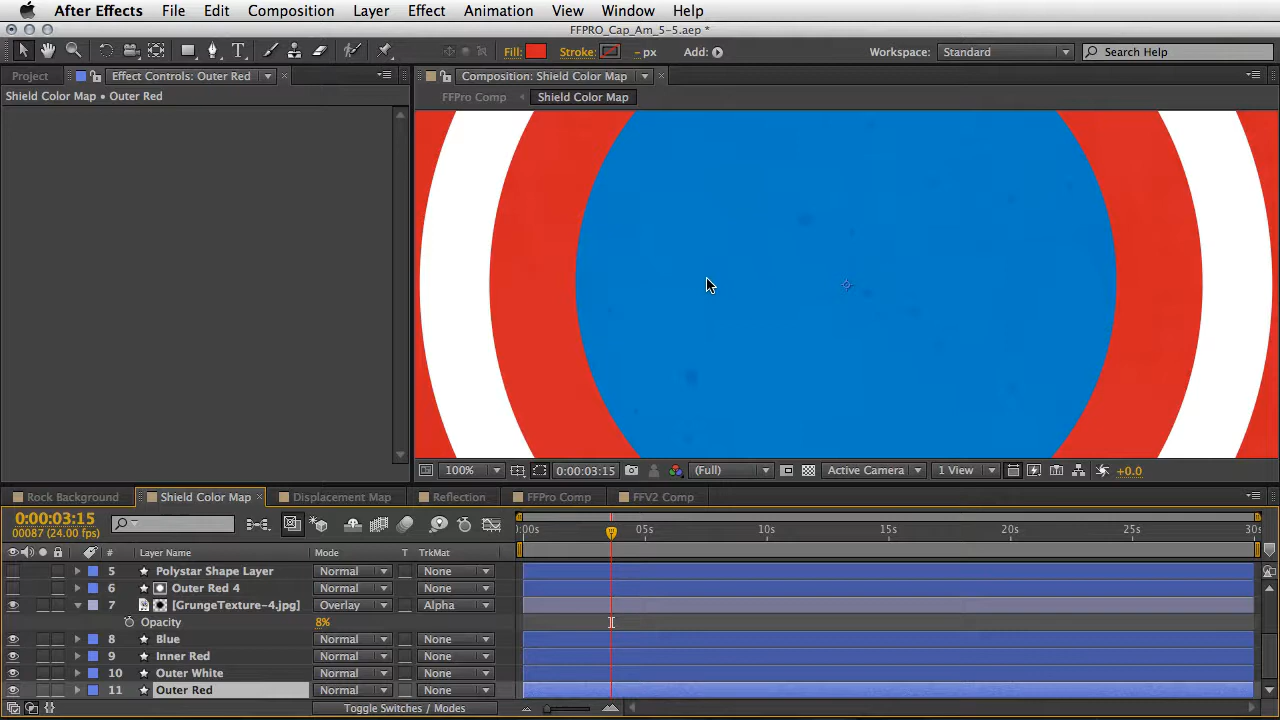 After Effects File Edit Composition Layer Effect Animation View Window Help
FFPRO_Cap_Am_5-5.aep *
Fill: Stroke: - px Add: Workspace: Standard Search Help
Project Effect Controls: Outer Red Composition: Shield Color Map
Shield Color Map • Outer Red FFPro Comp Shield Color Map
100% 0:00:03:15 (Full) Active Camera 1 View +0.0
Rock Background Shield Color Map Displacement Map Reflection FFPro Comp FFV2 Comp
0:00:03:15
00087 (24.00 fps) :00s 05s 10s 15s 20s 25s 30s
# Layer Name Mode T TrkMat
5 Polystar Shape Layer Normal None
6 Outer Red 4 Normal None
7 [GrungeTexture-4.jpg] Overlay Alpha
Opacity 8%
8 Blue Normal None
9 Inner Red Normal None
10 Outer White Normal None
11 Outer Red Normal None
Toggle Switches / Modes